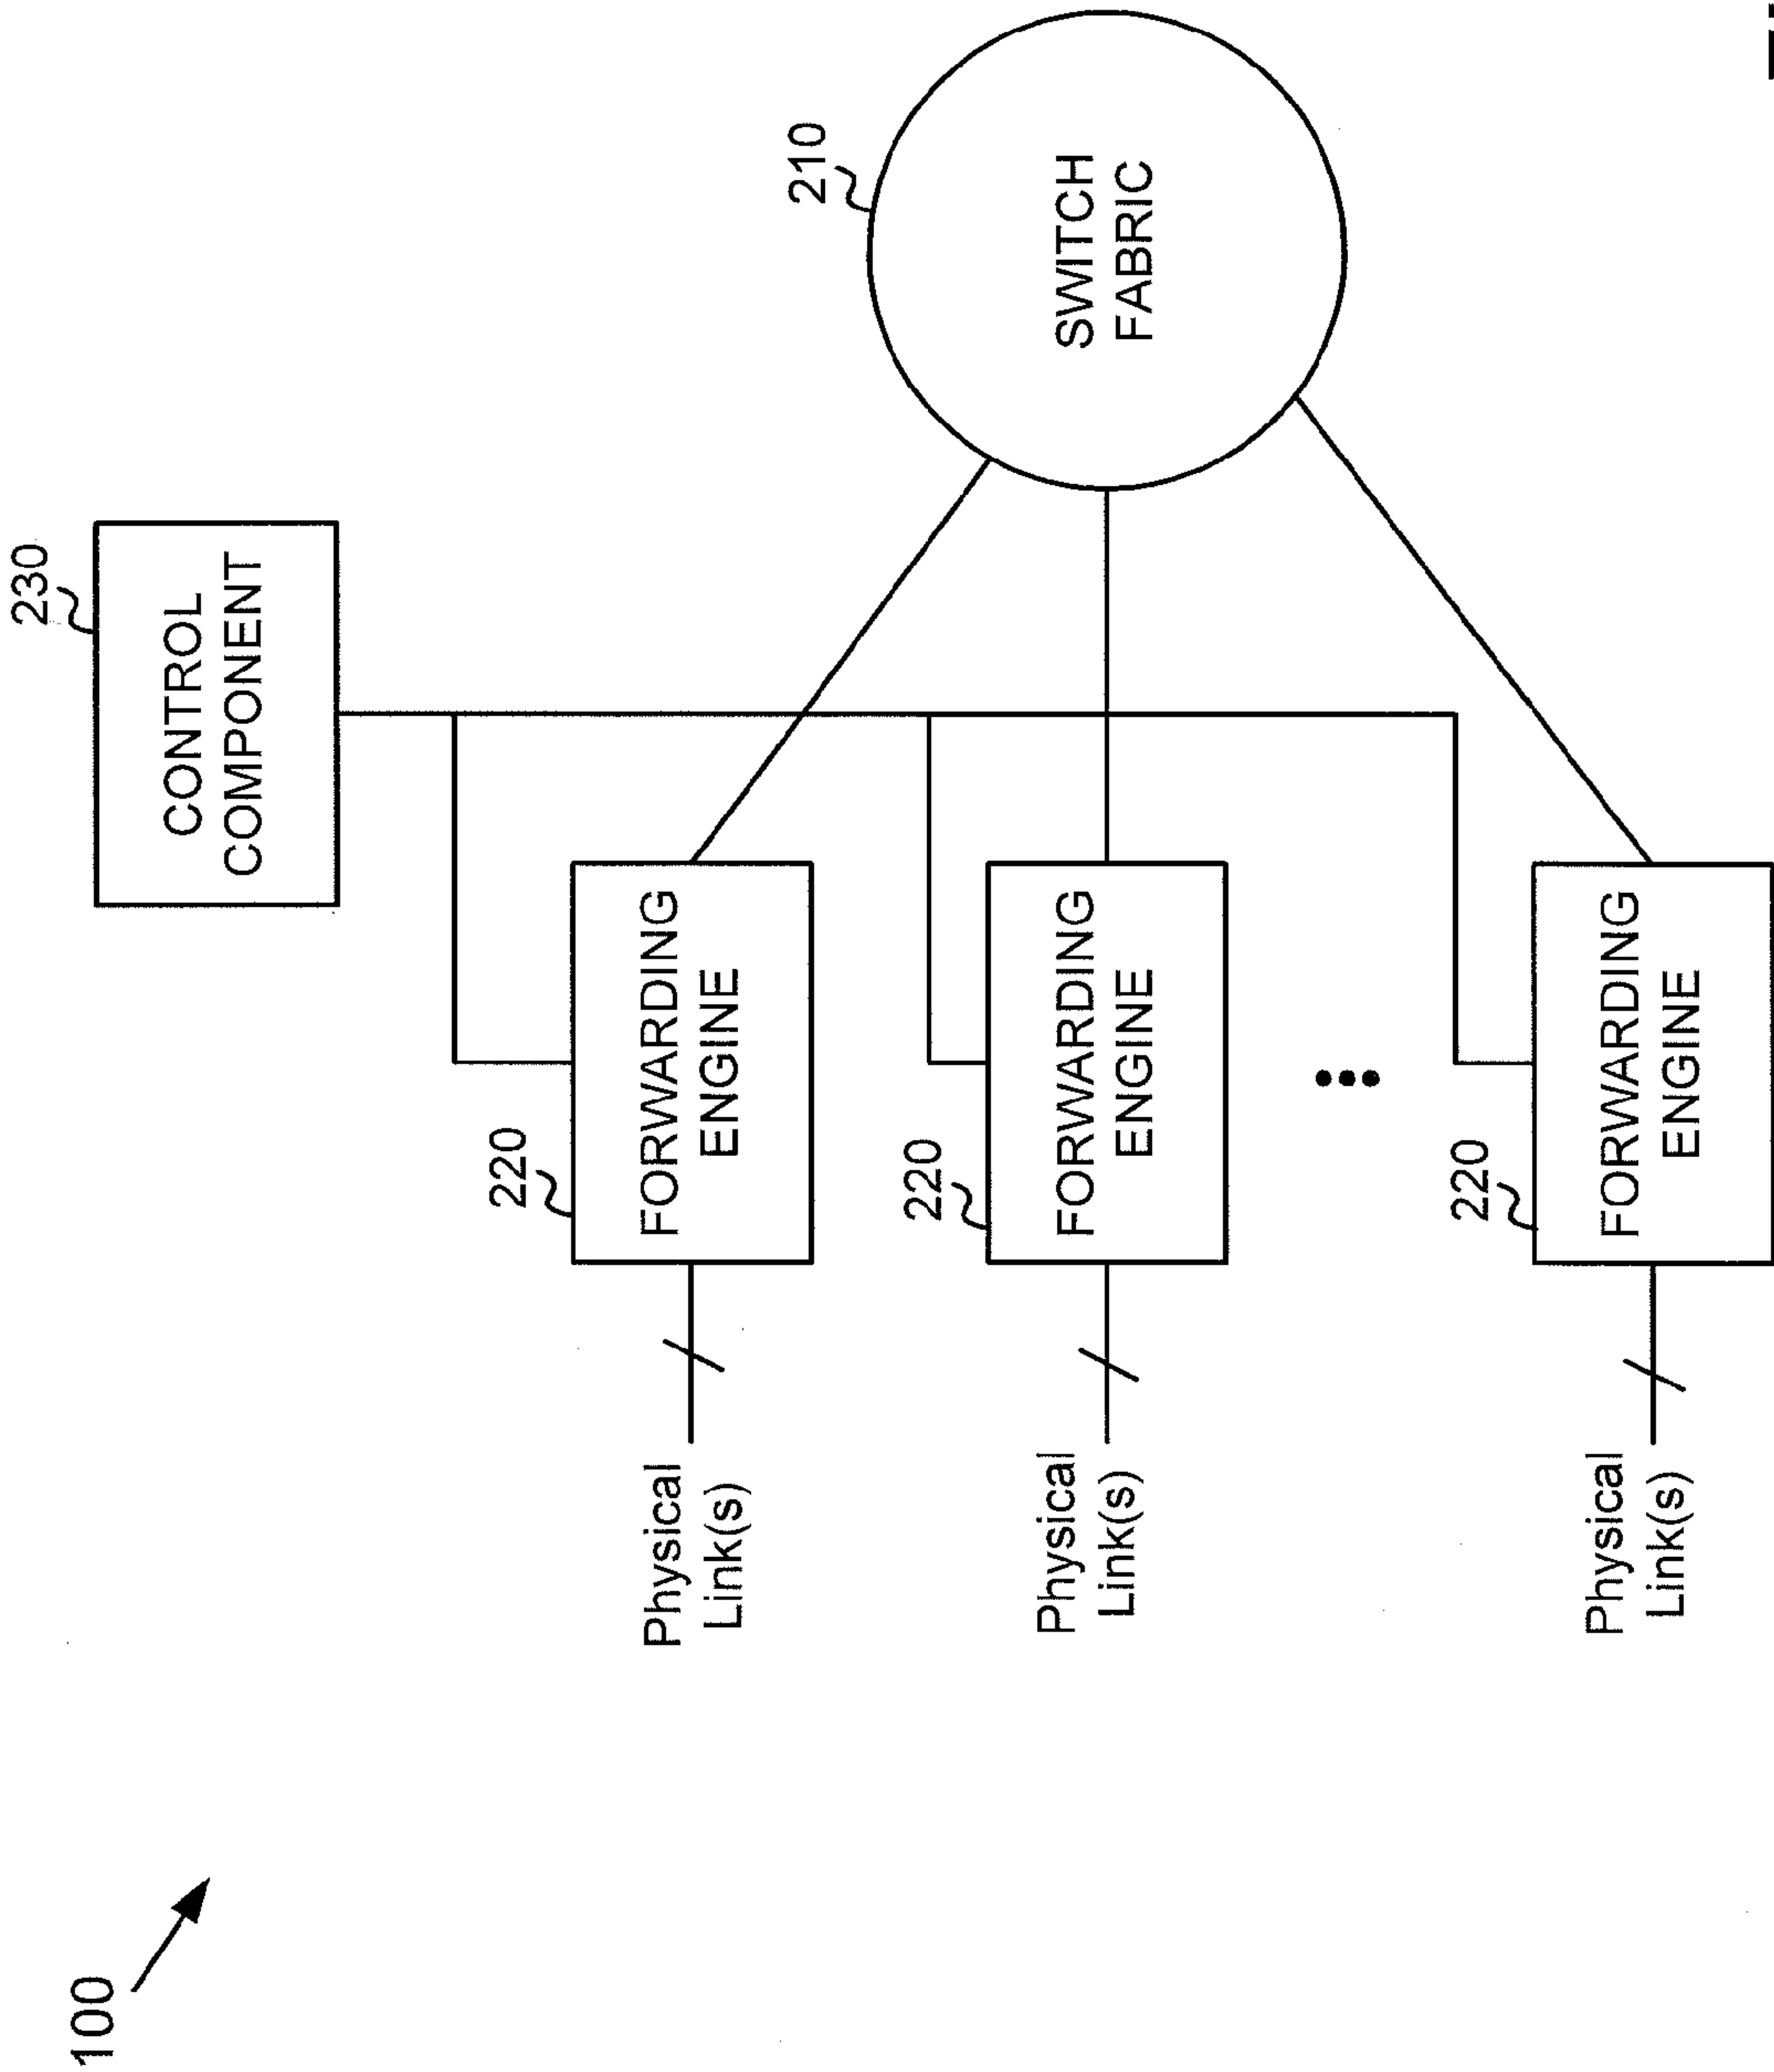 100
230
CONTROL
COMPONENT
210
SWITCH
FABRIC
220
FORWARDING
ENGINE
Physical
Link(s)
220
FORWARDING
ENGINE
Physical
Link(s)
220
FORWARDING
ENGINE
Physical
Link(s)